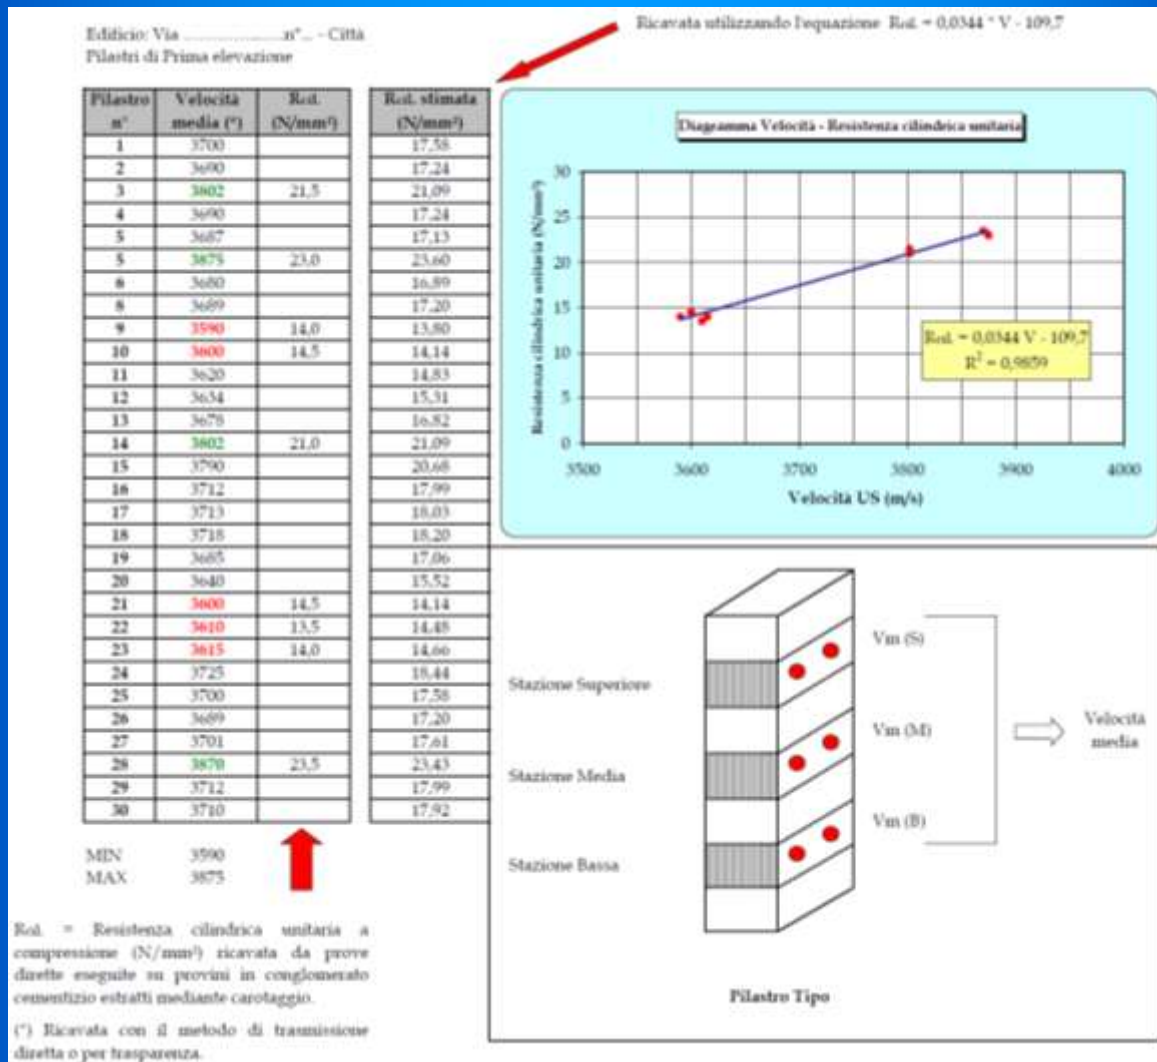 Edificio: Via ......................n°... - Città
Pilastri di Prima elevazione
Ricavata utilizzando l'equazione Rcil. = 0,0344 * V - 109,7
Pilastro n° Velocità media (*) Rcil. (N/mm²) Rcil. stimata (N/mm²)
1 3700 17,58
2 3690 17,24
3 3802 21,5 21,09
4 3690 17,24
5 3687 17,13
5 3875 23,0 23,60
6 3680 16,89
8 3689 17,20
9 3590 14,0 13,80
10 3600 14,5 14,14
11 3620 14,83
12 3634 15,31
13 3678 16,82
14 3802 21,0 21,09
15 3790 20,68
16 3712 17,99
17 3713 18,03
18 3718 18,20
19 3685 17,06
20 3640 15,52
21 3600 14,5 14,14
22 3610 13,5 14,48
23 3615 14,0 14,66
24 3725 18,44
25 3700 17,58
26 3689 17,20
27 3701 17,61
28 3870 23,5 23,43
29 3712 17,99
30 3710 17,92
MIN 3590
MAX 3875
Rcil. = Resistenza cilindrica unitaria a
compressione (N/mm²) ricavata da prove
dirette eseguite su provini in conglomerato
cementizio estratti mediante carotaggio.
(*) Ricavata con il metodo di trasmissione
diretta o per trasparenza.
Diagramma Velocità - Resistenza cilindrica unitaria
Resistenza cilindrica unitaria (N/mm²)
30
25
20
15
10
5
0
3500 3600 3700 3800 3900 4000
Velocità US (m/s)
Rcil. = 0,0344 V - 109,7
R² = 0,9859
Vm (S)
Stazione Superiore
Vm (M)
Velocità
media
Stazione Media
Vm (B)
Stazione Bassa
Pilastro Tipo